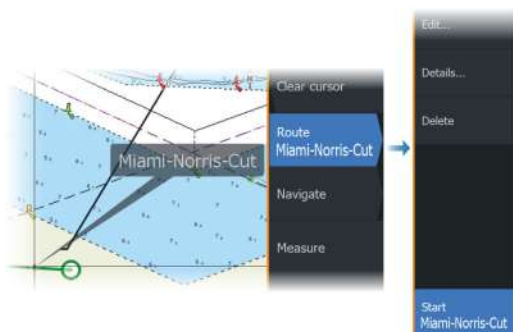 Miami-Norris-Cut
Clear cursor
Route
Miami-Norris-Cut
Navigate
Measure
Edit...
Details...
Delete
Start
Miami-Norris-Cut